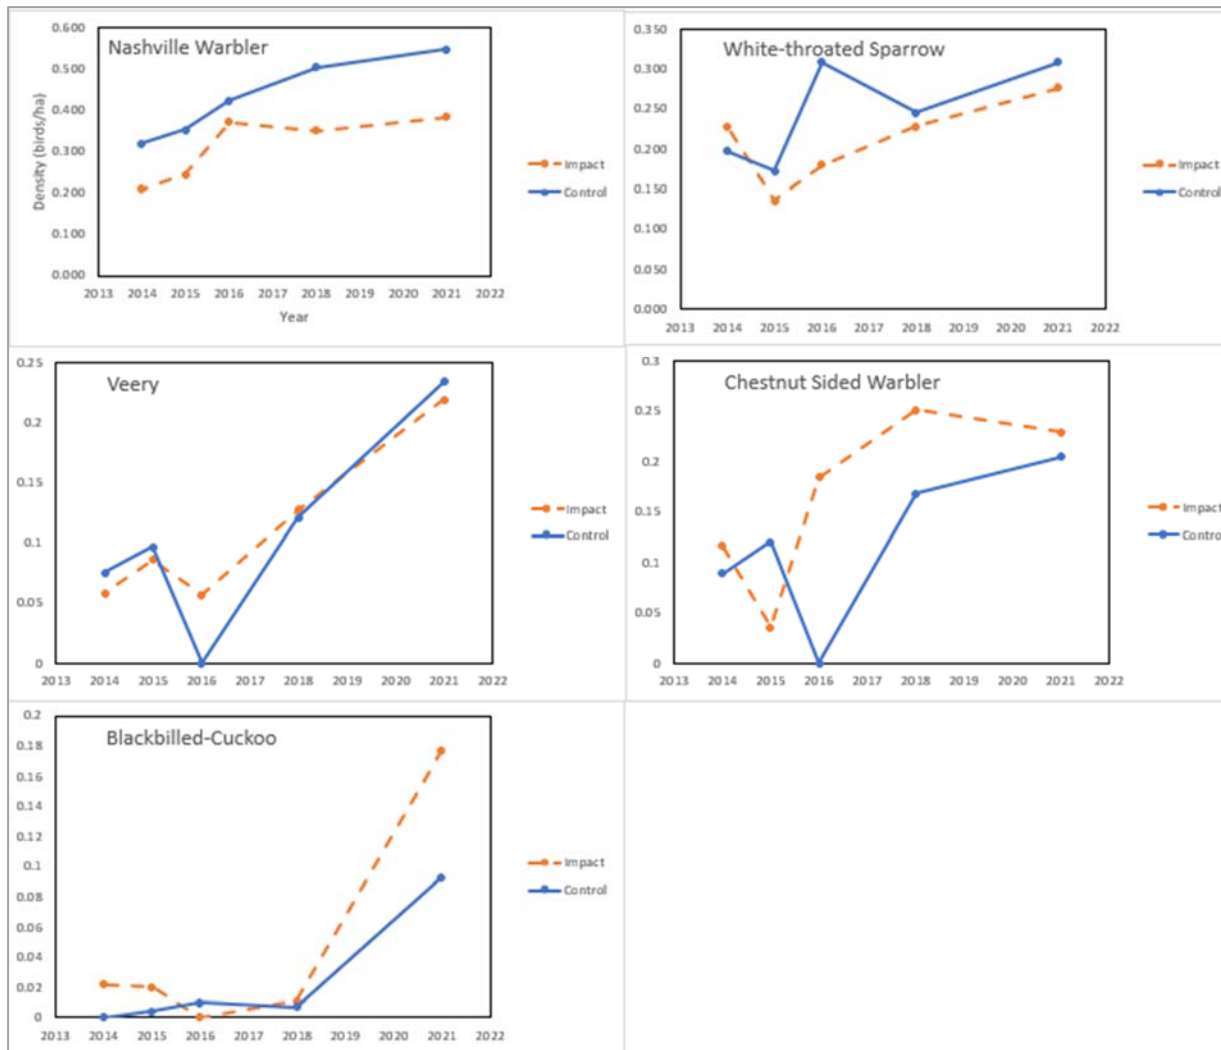 Nashville Warbler
Density (birds/ha)
0.600
0.500
0.400
0.300
0.200
0.100
0.000
2013 2014 2015 2016 2017 2018 2019 2020 2021 2022
Year
Impact
Control
White-throated Sparrow
0.350
0.300
0.250
0.200
0.150
0.100
0.050
0.000
2013 2014 2015 2016 2017 2018 2019 2020 2021 2022
Impact
Control
Veery
0.25
0.2
0.15
0.1
0.05
0
2013 2014 2015 2016 2017 2018 2019 2020 2021 2022
Impact
Control
Chestnut Sided Warbler
0.3
0.25
0.2
0.15
0.1
0.05
0
2013 2014 2015 2016 2017 2018 2019 2020 2021 2022
Impact
Control
Blackbilled-Cuckoo
0.2
0.18
0.16
0.14
0.12
0.1
0.08
0.06
0.04
0.02
0
2013 2014 2015 2016 2017 2018 2019 2020 2021 2022
Impact
Control